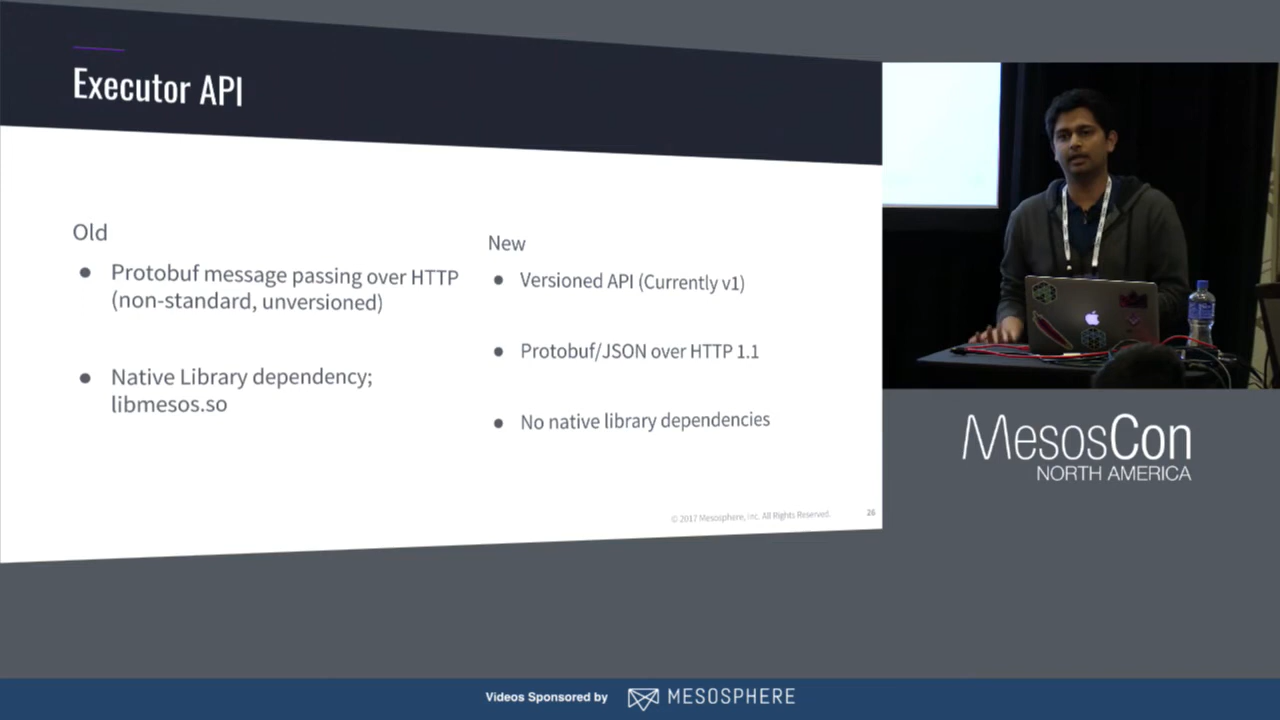 Executor API
Old
Protobuf message passing over HTTP
(non-standard, unversioned)
Native Library dependency;
libmesos.so
New
Versioned API (Currently v1)
Protobuf/JSON over HTTP 1.1
No native library dependencies
© 2017 Mesosphere, Inc. All Rights Reserved.
26
MesosCon
NORTH AMERICA
Videos Sponsored by
MESOSPHERE